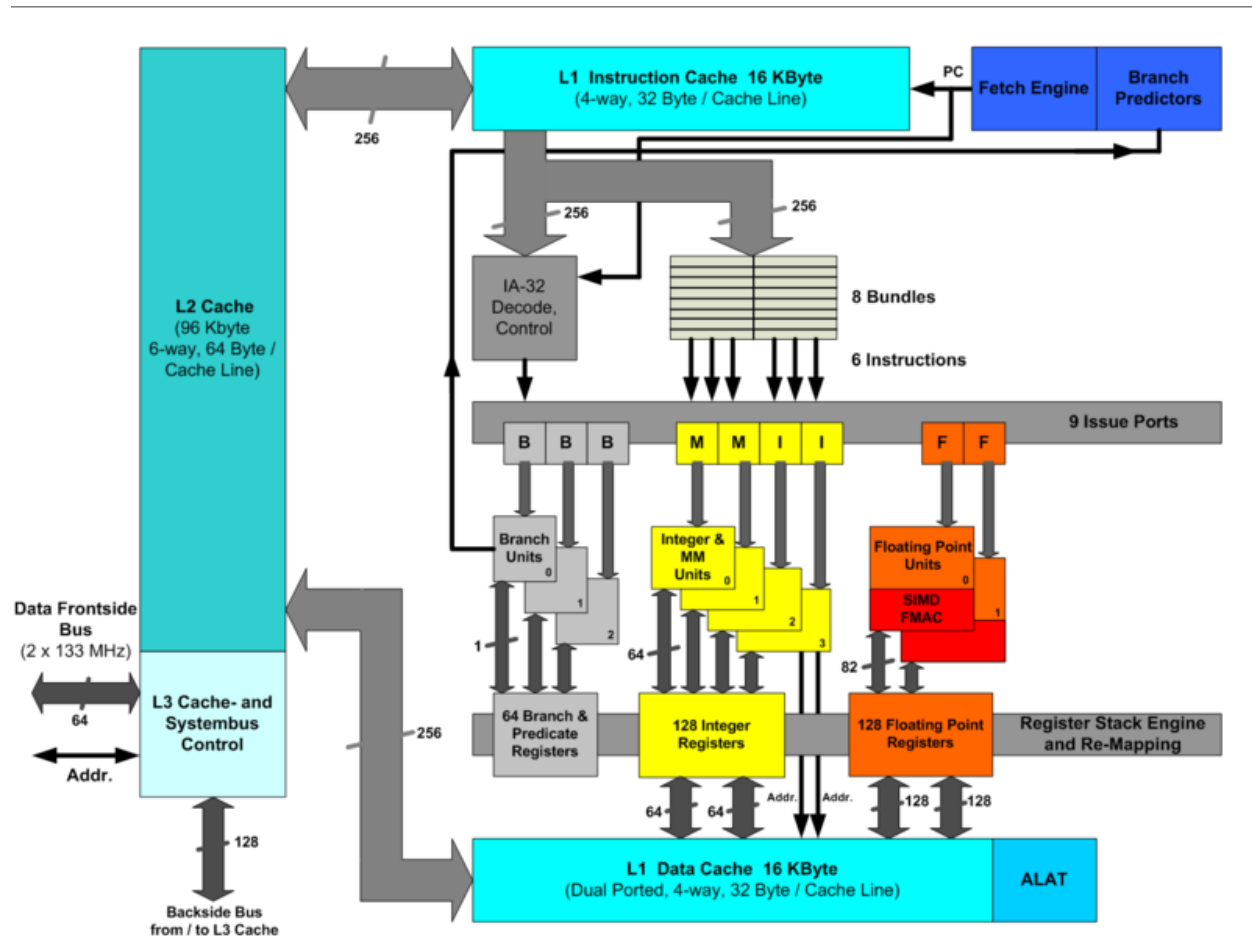 L1 Instruction Cache 16 KByte
(4-way, 32 Byte / Cache Line)
PC
Fetch Engine
Branch
Predictors
256
256
256
L2 Cache
(96 Kbyte
6-way, 64 Byte /
Cache Line)
IA-32
Decode,
Control
8 Bundles
6 Instructions
9 Issue Ports
B
B
B
M
M
I
I
F
F
Branch
Units
0
1
2
Integer &
MM
Units
0
1
2
3
Floating Point
Units
0
SIMD
FMAC
1
1
64
82
Data Frontside
Bus
(2 x 133 MHz)
64
Addr.
L3 Cache- and
Systembus
Control
256
64 Branch &
Predicate
Registers
128 Integer
Registers
128 Floating Point
Registers
Register Stack Engine
and Re-Mapping
64
64
Addr.
Addr.
128
128
128
L1 Data Cache 16 KByte
(Dual Ported, 4-way, 32 Byte / Cache Line)
ALAT
Backside Bus
from / to L3 Cache